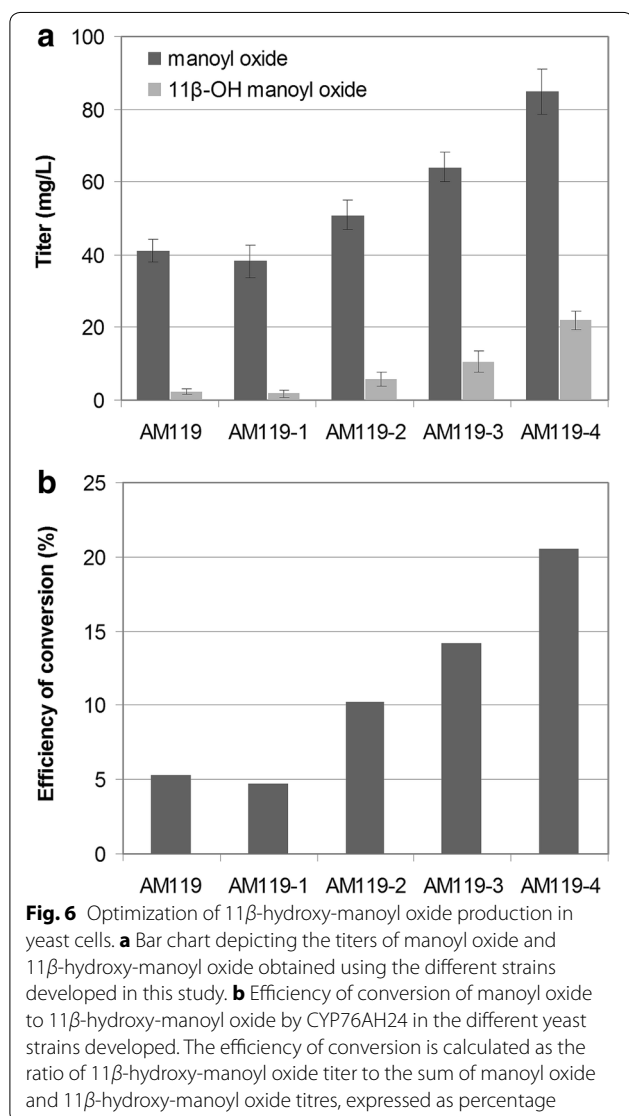 a
100
80
60
40
20
0
Titer (mg/L)
manoyl oxide
11β-OH manoyl oxide
AM119 AM119-1 AM119-2 AM119-3 AM119-4
b
25
20
15
10
5
0
Efficiency of conversion (%)
AM119 AM119-1 AM119-2 AM119-3 AM119-4
Fig. 6 Optimization of 11β-hydroxy-manoyl oxide production in
yeast cells. a Bar chart depicting the titers of manoyl oxide and
11β-hydroxy-manoyl oxide obtained using the different strains
developed in this study. b Efficiency of conversion of manoyl oxide
to 11β-hydroxy-manoyl oxide by CYP76AH24 in the different yeast
strains developed. The efficiency of conversion is calculated as the
ratio of 11β-hydroxy-manoyl oxide titer to the sum of manoyl oxide
and 11β-hydroxy-manoyl oxide titres, expressed as percentage